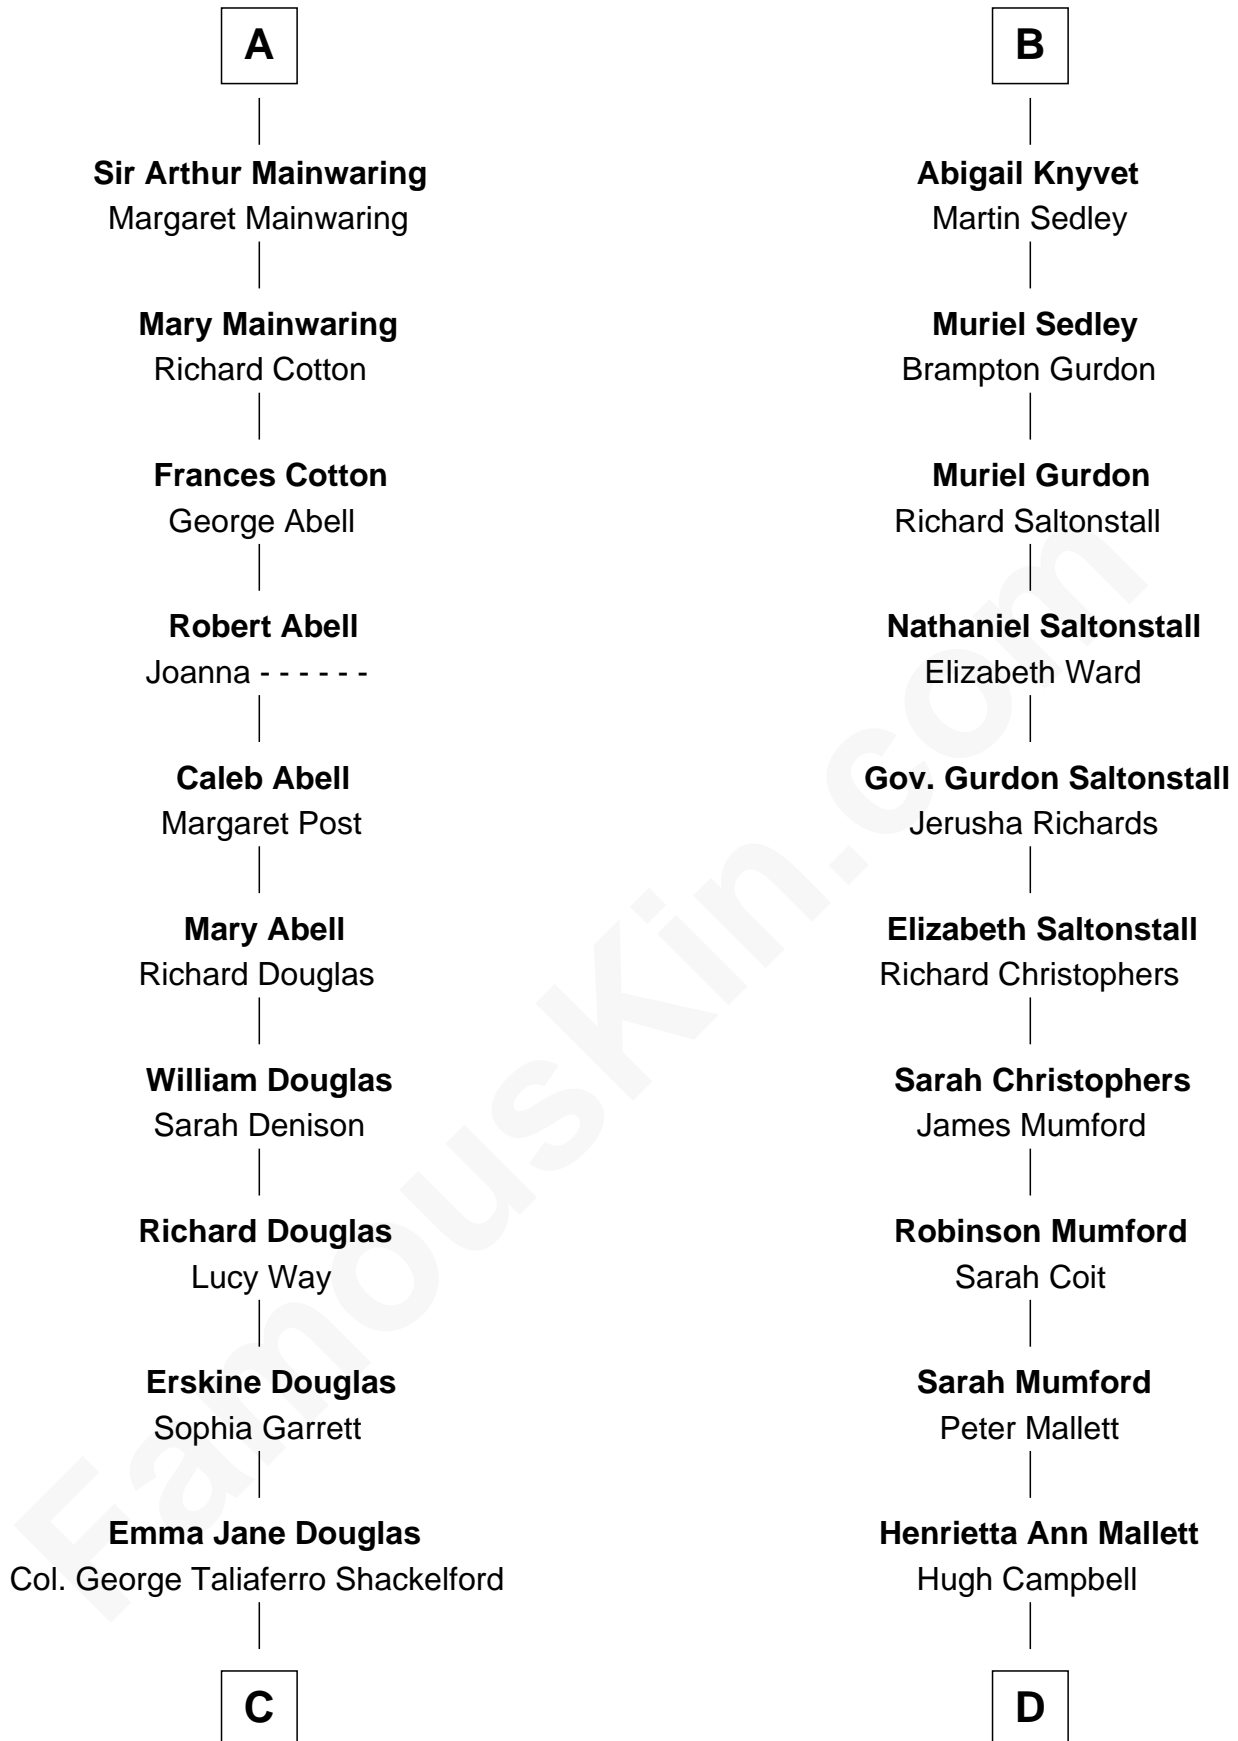 A
Sir Arthur Mainwaring
Margaret Mainwaring
Mary Mainwaring
Richard Cotton
Frances Cotton
George Abell
Robert Abell
Joanna - - - - - -
Caleb Abell
Margaret Post
Mary Abell
Richard Douglas
William Douglas
Sarah Denison
Richard Douglas
Lucy Way
Erskine Douglas
Sophia Garrett
Emma Jane Douglas
Col. George Taliaferro Shackelford
C
B
Abigail Knyvet
Martin Sedley
Muriel Sedley
Brampton Gurdon
Muriel Gurdon
Richard Saltonstall
Nathaniel Saltonstall
Elizabeth Ward
Gov. Gurdon Saltonstall
Jerusha Richards
Elizabeth Saltonstall
Richard Christophers
Sarah Christophers
James Mumford
Robinson Mumford
Sarah Coit
Sarah Mumford
Peter Mallett
Henrietta Ann Mallett
Hugh Campbell
D
FamousKin.com